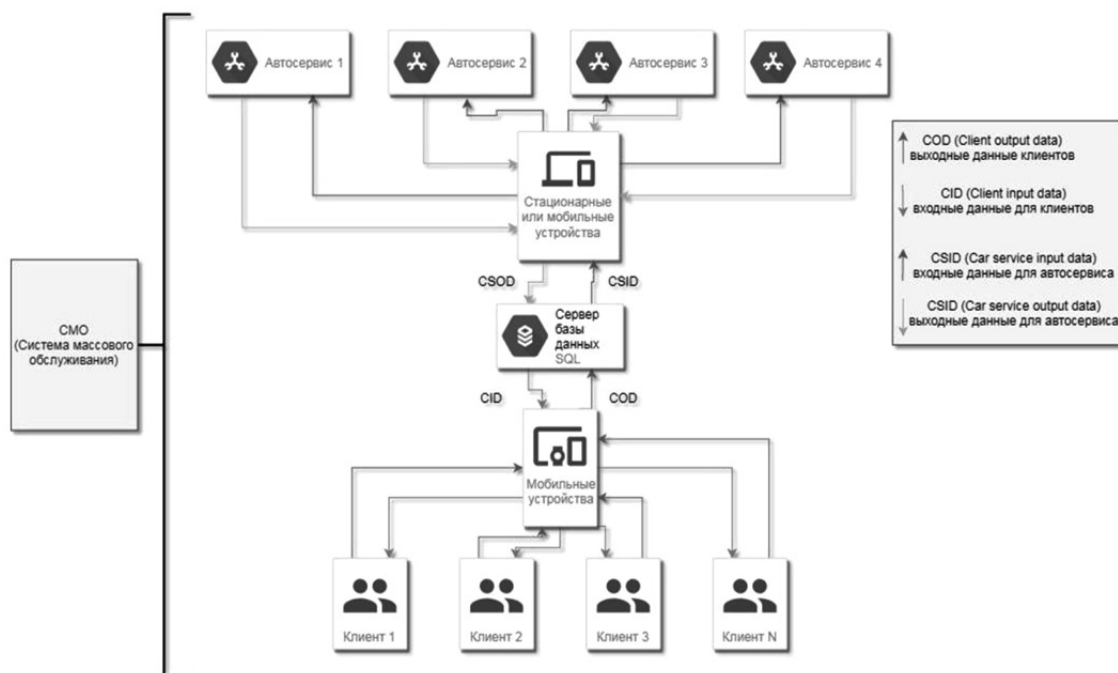 Автосервис 1
Автосервис 2
Автосервис 3
Автосервис 4
Стационарные
или мобильные
устройства
CSOD
CSID
Сервер
базы
данных
SQL
CID
COD
Мобильные
устройства
Клиент 1
Клиент 2
Клиент 3
Клиент N
СМО
(Система массового
обслуживания)
COD (Client output data)
выходные данные клиентов
CID (Client input data)
входные данные для клиентов
CSID (Car service input data)
входные данные для автосервиса
CSID (Car service output data)
выходные данные для автосервиса